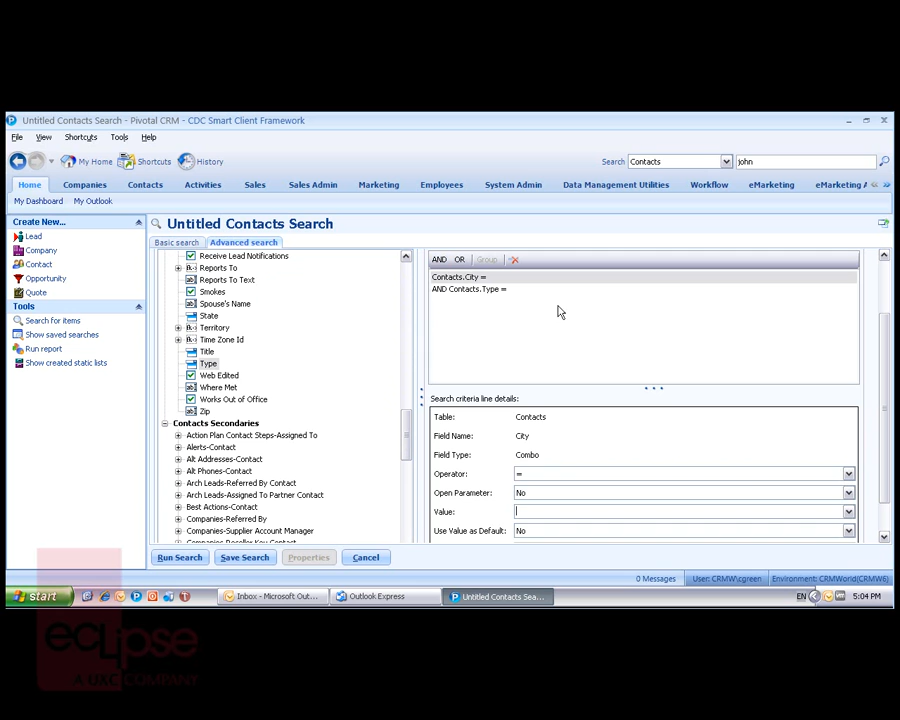 Untitled Contacts Search - Pivotal CRM - CDC Smart Client Framework
File View Shortcuts Tools Help
My Home Shortcuts History Search Contacts john
Home Companies Contacts Activities Sales Sales Admin Marketing Employees System Admin Data Management Utilities Workflow eMarketing eMarketing A
My Dashboard My Outlook
Create New...
Lead
Company
Contact
Opportunity
Quote
Tools
Search for items
Show saved searches
Run report
Show created static lists
Untitled Contacts Search
Basic search Advanced search
Receive Lead Notifications
Reports To
Reports To Text
Smokes
Spouse's Name
State
Territory
Time Zone Id
Title
Type
Web Edited
Where Met
Works Out of Office
Zip
Contacts Secondaries
Action Plan Contact Steps-Assigned To
Alerts-Contact
Alt Addresses-Contact
Alt Phones-Contact
Arch Leads-Referred By Contact
Arch Leads-Assigned To Partner Contact
Best Actions-Contact
Companies-Referred By
Companies-Supplier Account Manager
Companies-Reseller Key Contact
AND OR Group
Contacts.City =
AND Contacts.Type =
Search criteria line details:
Table: Contacts
Field Name: City
Field Type: Combo
Operator: =
Open Parameter: No
Value:
Use Value as Default: No
Run Search Save Search Properties Cancel
0 Messages User: CRMW\cgreen Environment: CRMWorld(CRMW6)
start Inbox - Microsoft Out... Outlook Express Untitled Contacts Sea... EN 5:04 PM
eclipse
A UXC COMPANY